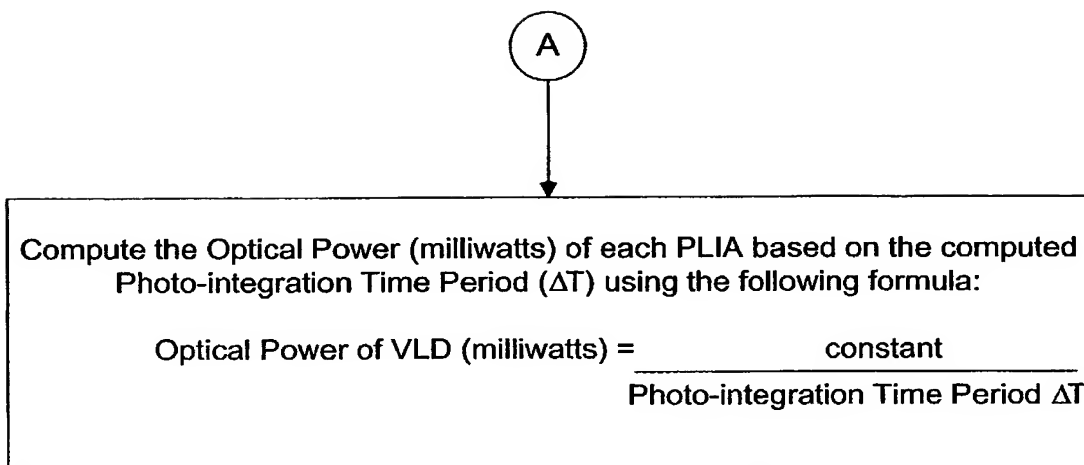 A
Compute the Optical Power (milliwatts) of each PLIA based on the computed
Photo-integration Time Period (ΔT) using the following formula:
Optical Power of VLD (milliwatts) = constant
Photo-integration Time Period ΔT